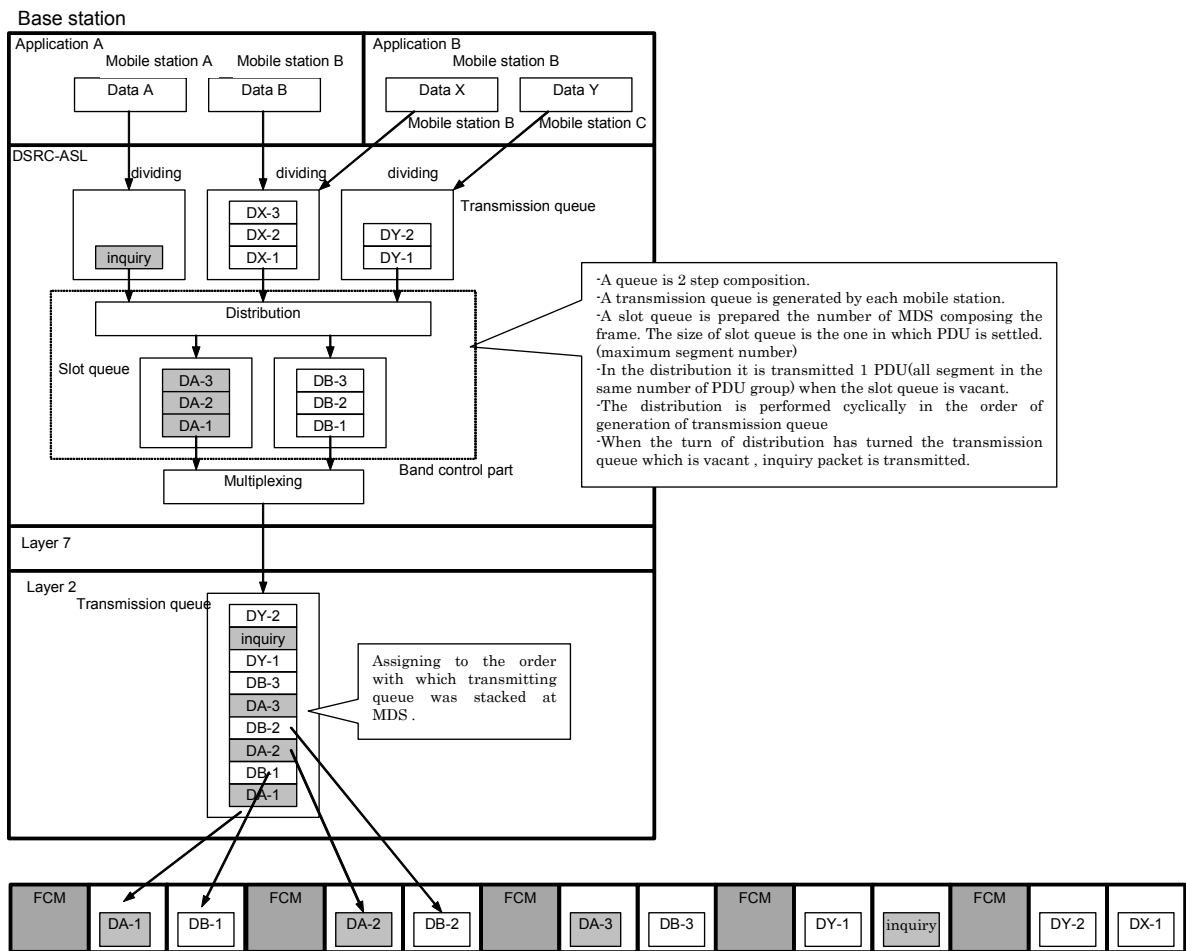 Base station
Application A
Application B
Mobile station A
Mobile station B
Mobile station B
Data A
Data B
Data X
Data Y
Mobile station B
Mobile station C
DSRC-ASL
dividing
dividing
dividing
Transmission queue
DX-3
DX-2
DX-1
DY-2
DY-1
inquiry
Distribution
Slot queue
DA-3
DA-2
DA-1
DB-3
DB-2
DB-1
Band control part
Multiplexing
-A queue is 2 step composition.
-A transmission queue is generated by each mobile station.
-A slot queue is prepared the number of MDS composing the
frame. The size of slot queue is the one in which PDU is settled.
(maximum segment number)
-In the distribution it is transmitted 1 PDU(all segment in the
same number of PDU group) when the slot queue is vacant.
-The distribution is performed cyclically in the order of
generation of transmission queue
-When the turn of distribution has turned the transmission
queue which is vacant , inquiry packet is transmitted.
Layer 7
Layer 2
Transmission queue
DY-2
inquiry
DY-1
DB-3
DA-3
DB-2
DA-2
DB-1
DA-1
Assigning to the order
with which transmitting
queue was stacked at
MDS .
FCM
DA-1
DB-1
FCM
DA-2
DB-2
FCM
DA-3
DB-3
FCM
DY-1
inquiry
FCM
DY-2
DX-1